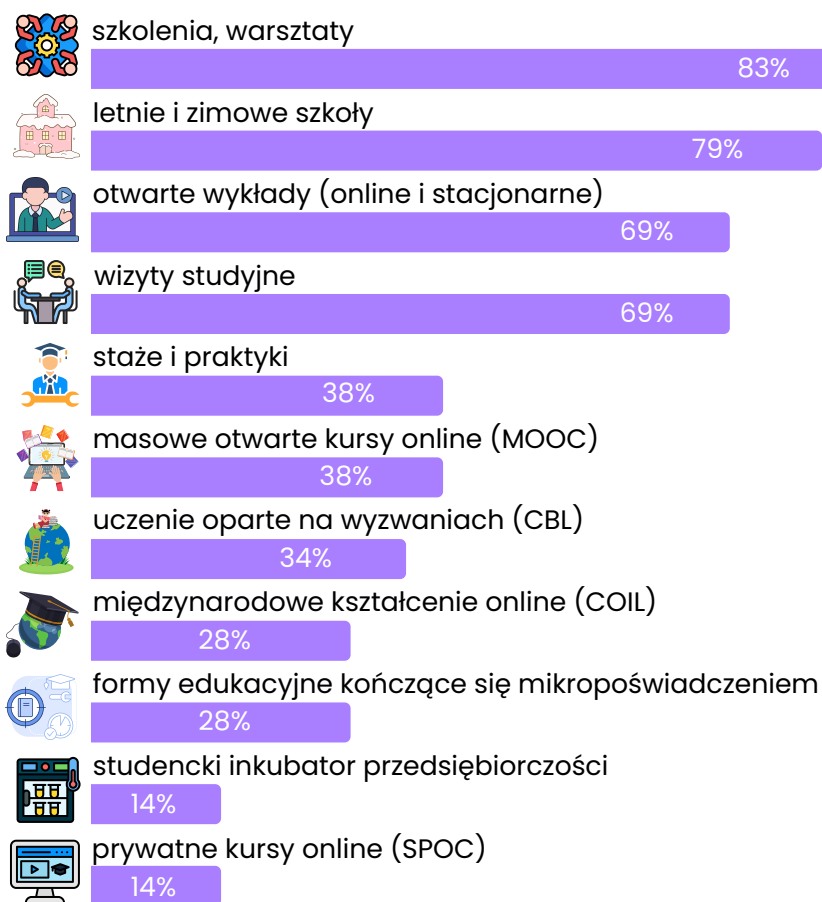 szkolenia, warsztaty
83%
letnie i zimowe szkoły
79%
otwarte wykłady (online i stacjonarne)
69%
wizyty studyjne
69%
staże i praktyki
38%
masowe otwarte kursy online (MOOC)
38%
uczenie oparte na wyzwaniach (CBL)
34%
międzynarodowe kształcenie online (COIL)
28%
formy edukacyjne kończące się mikropoświadczeniem
28%
studencki inkubator przedsiębiorczości
14%
prywatne kursy online (SPOC)
14%